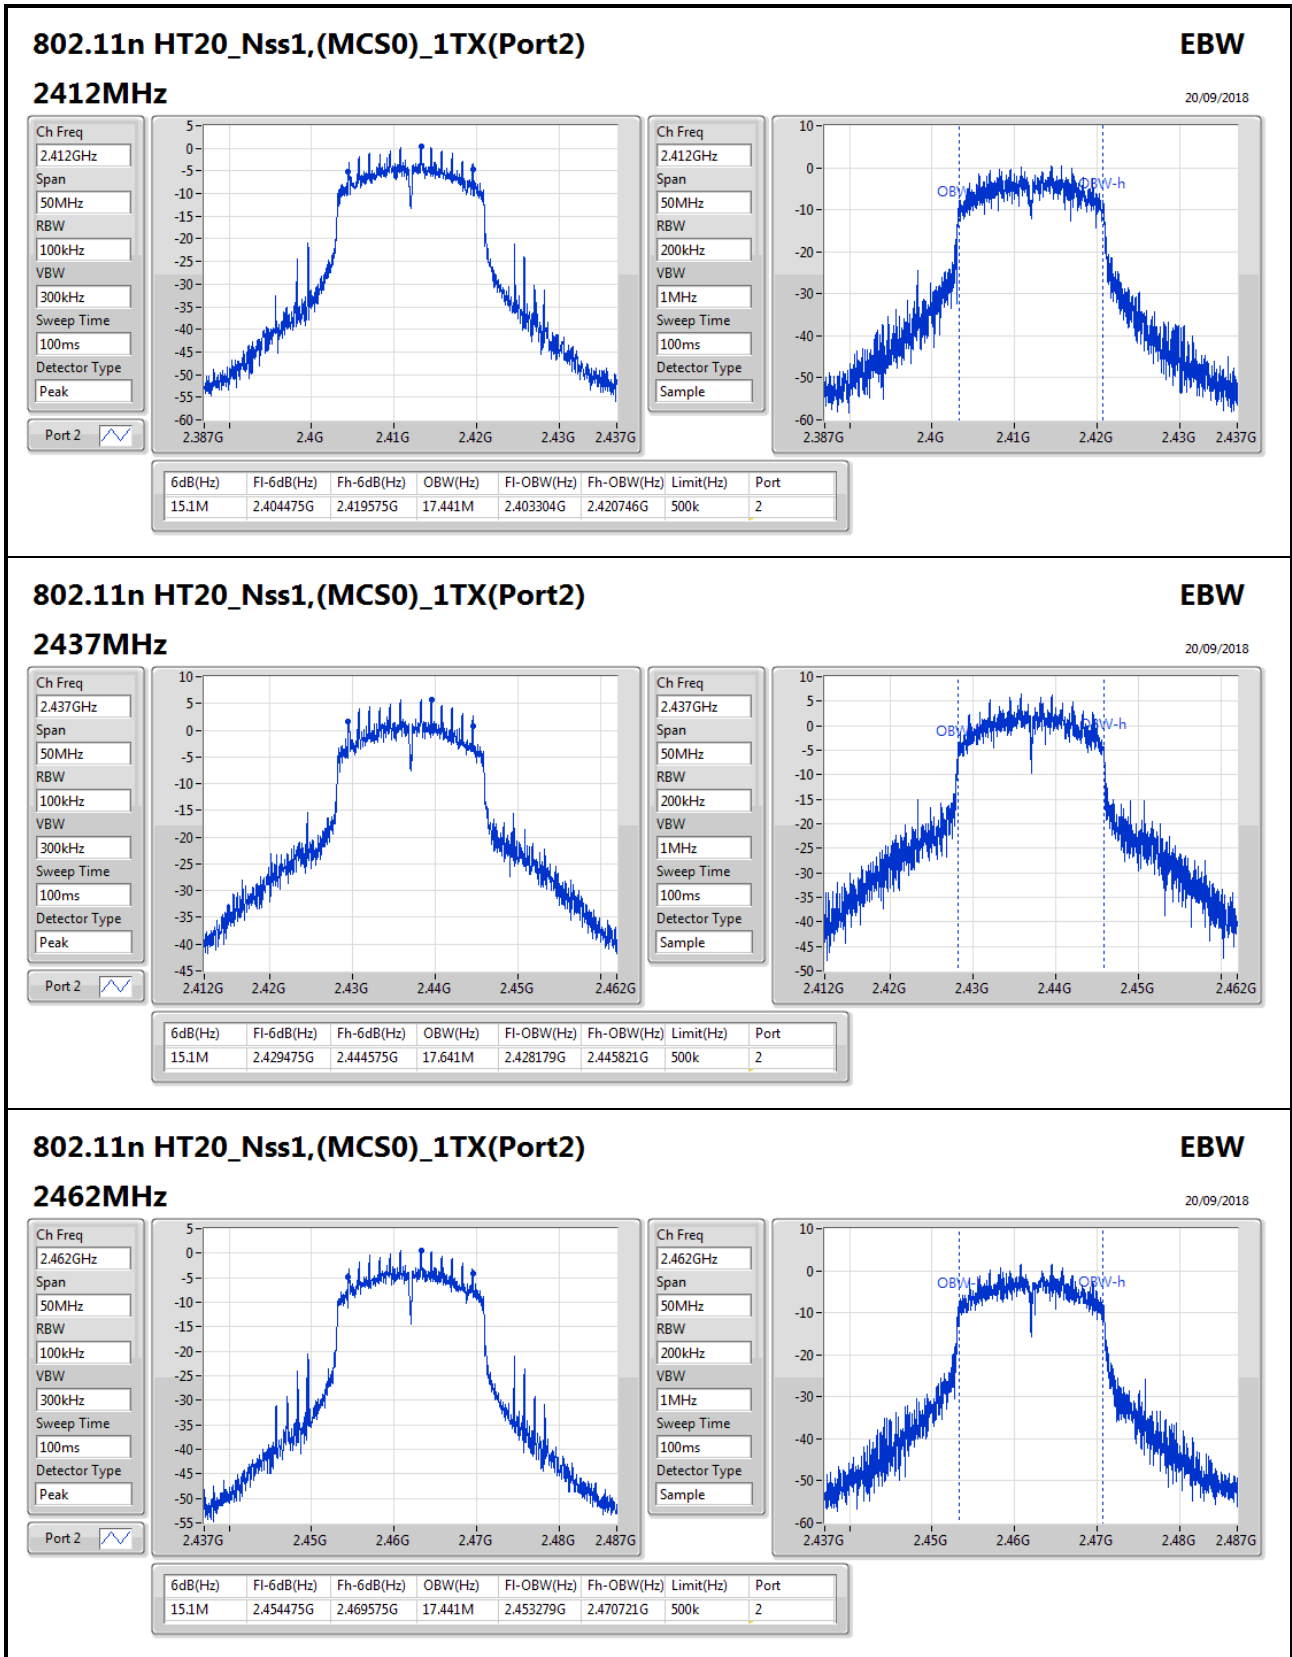 802.11n HT20_Nss1,(MCS0)_1TX(Port2) EBW
2412MHz 20/09/2018
Ch Freq
2.412GHz
Span
50MHz
RBW
100kHz
VBW
300kHz
Sweep Time
100ms
Detector Type
Peak
Port 2
5
0
-5
-10
-15
-20
-25
-30
-35
-40
-45
-50
-55
-60
2.387G 2.4G 2.41G 2.42G 2.43G 2.437G
Ch Freq
2.412GHz
Span
50MHz
RBW
200kHz
VBW
1MHz
Sweep Time
100ms
Detector Type
Sample
10
0
-10
-20
-30
-40
-50
-60
OBW-h
2.387G 2.4G 2.41G 2.42G 2.43G 2.437G
6dB(Hz) Fl-6dB(Hz) Fh-6dB(Hz) OBW(Hz) Fl-OBW(Hz) Fh-OBW(Hz) Limit(Hz) Port
15.1M 2.404475G 2.419575G 17.441M 2.403304G 2.420746G 500k 2
802.11n HT20_Nss1,(MCS0)_1TX(Port2) EBW
2437MHz 20/09/2018
Ch Freq
2.437GHz
Span
50MHz
RBW
100kHz
VBW
300kHz
Sweep Time
100ms
Detector Type
Peak
Port 2
10
5
0
-5
-10
-15
-20
-25
-30
-35
-40
-45
2.412G 2.42G 2.43G 2.44G 2.45G 2.462G
Ch Freq
2.437GHz
Span
50MHz
RBW
200kHz
VBW
1MHz
Sweep Time
100ms
Detector Type
Sample
10
5
0
-5
-10
-15
-20
-25
-30
-35
-40
-45
-50
OBW-h
2.412G 2.42G 2.43G 2.44G 2.45G 2.462G
6dB(Hz) Fl-6dB(Hz) Fh-6dB(Hz) OBW(Hz) Fl-OBW(Hz) Fh-OBW(Hz) Limit(Hz) Port
15.1M 2.429475G 2.444575G 17.641M 2.428179G 2.445821G 500k 2
802.11n HT20_Nss1,(MCS0)_1TX(Port2) EBW
2462MHz 20/09/2018
Ch Freq
2.462GHz
Span
50MHz
RBW
100kHz
VBW
300kHz
Sweep Time
100ms
Detector Type
Peak
Port 2
5
0
-5
-10
-15
-20
-25
-30
-35
-40
-45
-50
-55
2.437G 2.45G 2.46G 2.47G 2.48G 2.487G
Ch Freq
2.462GHz
Span
50MHz
RBW
200kHz
VBW
1MHz
Sweep Time
100ms
Detector Type
Sample
10
0
-10
-20
-30
-40
-50
-60
OBW-h
2.437G 2.45G 2.46G 2.47G 2.48G 2.487G
6dB(Hz) Fl-6dB(Hz) Fh-6dB(Hz) OBW(Hz) Fl-OBW(Hz) Fh-OBW(Hz) Limit(Hz) Port
15.1M 2.454475G 2.469575G 17.441M 2.453279G 2.470721G 500k 2